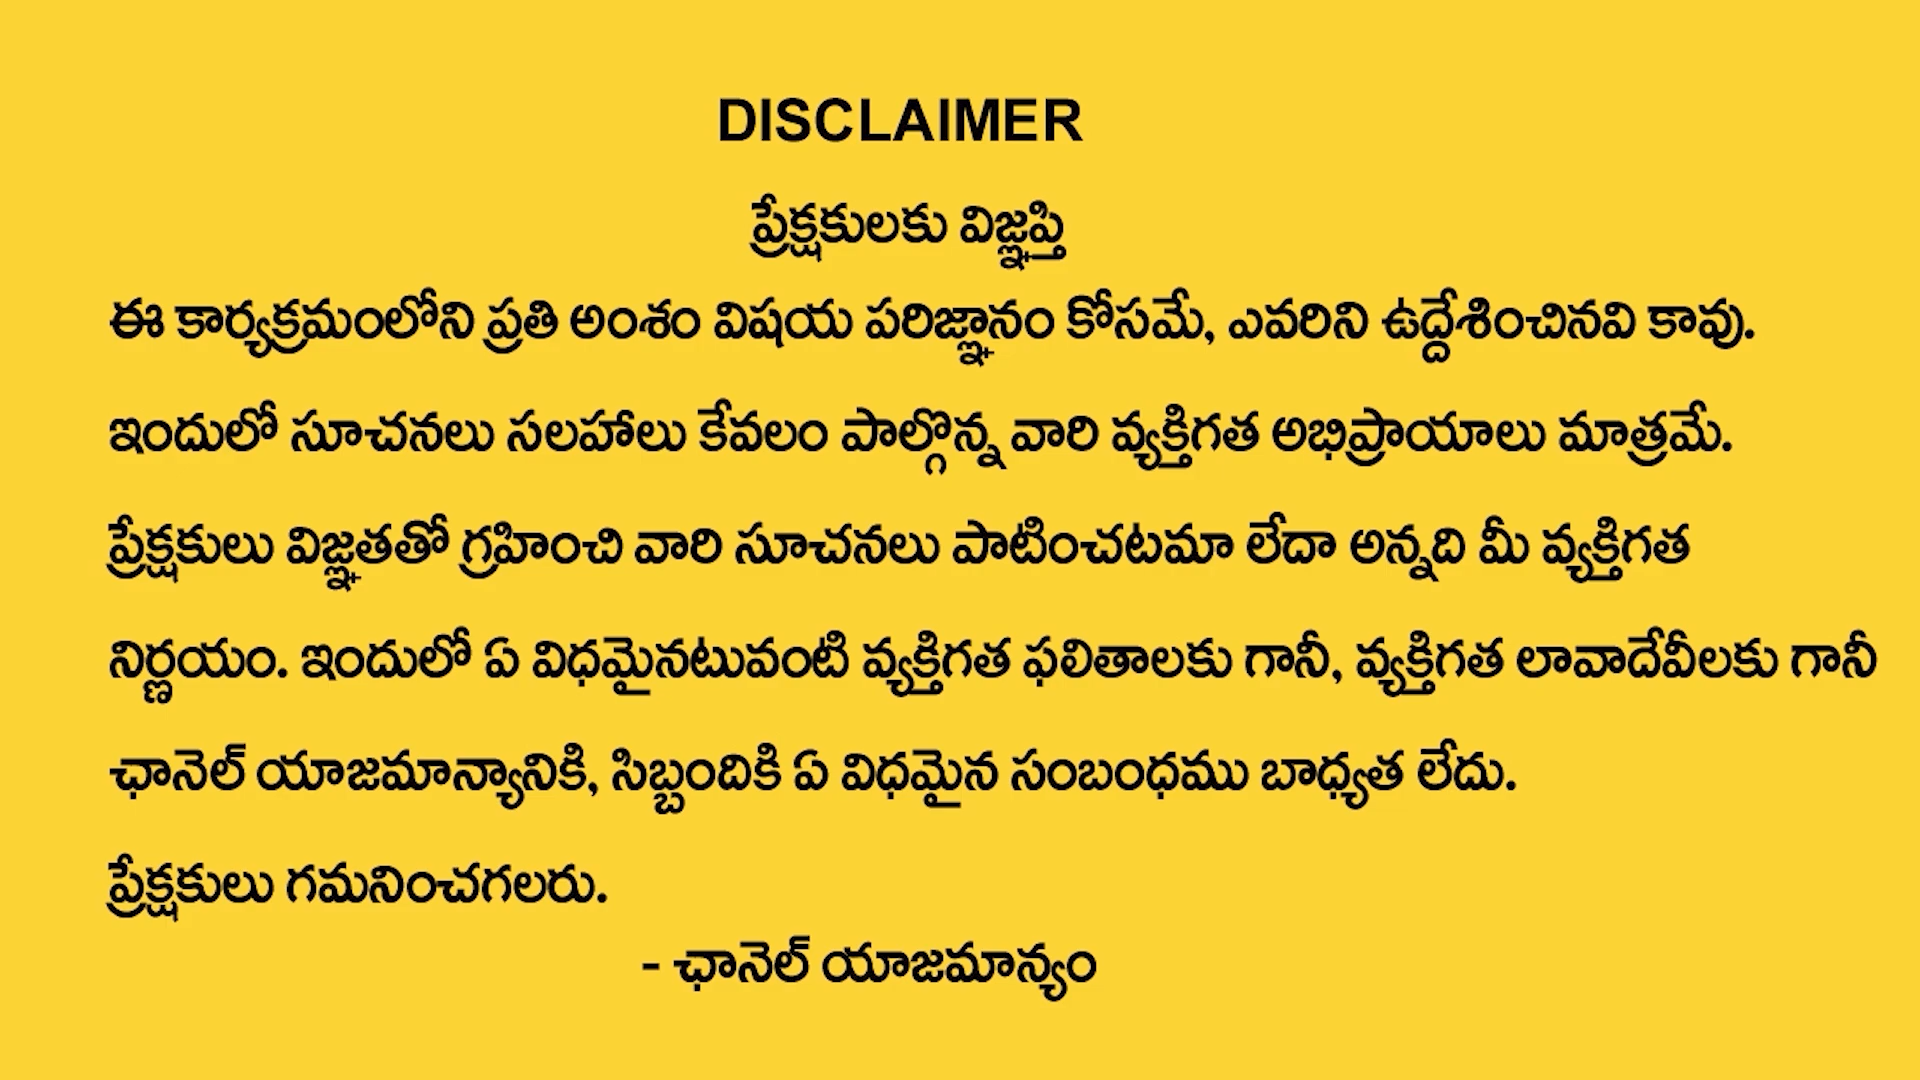 DISCLAIMER
ప్రేక్షకులకు విజ్ఞప్తి
ఈ కార్యక్రమంలోని ప్రతి అంశం విషయ పరిజ్ఞానం కోసమే, ఎవరిని ఉద్దేశించినవి కావు.
ఇందులో సూచనలు సలహాలు కేవలం పాల్గొన్న వారి వ్యక్తిగత అభిప్రాయాలు మాత్రమే.
ప్రేక్షకులు విజ్ఞతతో గ్రహించి వారి సూచనలు పాటించటమా లేదా అన్నది మీ వ్యక్తిగత
నిర్ణయం. ఇందులో ఏ విధమైనటువంటి వ్యక్తిగత ఫలితాలకు గానీ, వ్యక్తిగత లావాదేవీలకు గానీ
ఛానెల్ యాజమాన్యానికి, సిబ్బందికి ఏ విధమైన సంబంధము బాధ్యత లేదు.
ప్రేక్షకులు గమనించగలరు.
- ఛానెల్ యాజమాన్యం